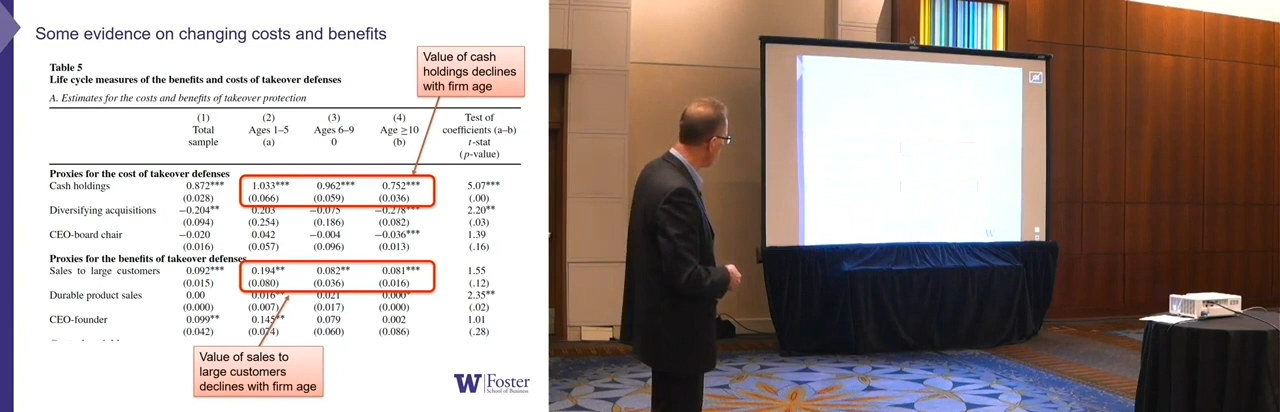 Some evidence on changing costs and benefits
Value of cash
holdings declines
with firm age
Table 5
Life cycle measures of the benefits and costs of takeover defenses
A. Estimates for the costs and benefits of takeover protection
(1) (2) (3) (4) Test of
Total Ages 1–5 Ages 6–9 Age ≥10 coefficients (a–b)
sample (a) 0 (b) t-stat
(p-value)
Proxies for the cost of takeover defenses
Cash holdings 0.872*** 1.033*** 0.962*** 0.752*** 5.07***
(0.028) (0.066) (0.059) (0.036) (.00)
Diversifying acquisitions −0.204** 0.203 −0.075 −0.278*** 2.20**
(0.094) (0.254) (0.186) (0.082) (.03)
CEO-board chair −0.020 0.042 −0.004 −0.036*** 1.39
(0.016) (0.057) (0.096) (0.013) (.16)
Proxies for the benefits of takeover defenses
Sales to large customers 0.092*** 0.194** 0.082** 0.081*** 1.55
(0.015) (0.080) (0.036) (0.016) (.12)
Durable product sales 0.00 0.016** 0.021 0.000* 2.35**
(0.000) (0.007) (0.017) (0.000) (.02)
CEO-founder 0.099** 0.145** 0.079 0.002 1.01
(0.042) (0.074) (0.060) (0.086) (.28)
Value of sales to
large customers
declines with firm age
W Foster
School of Business